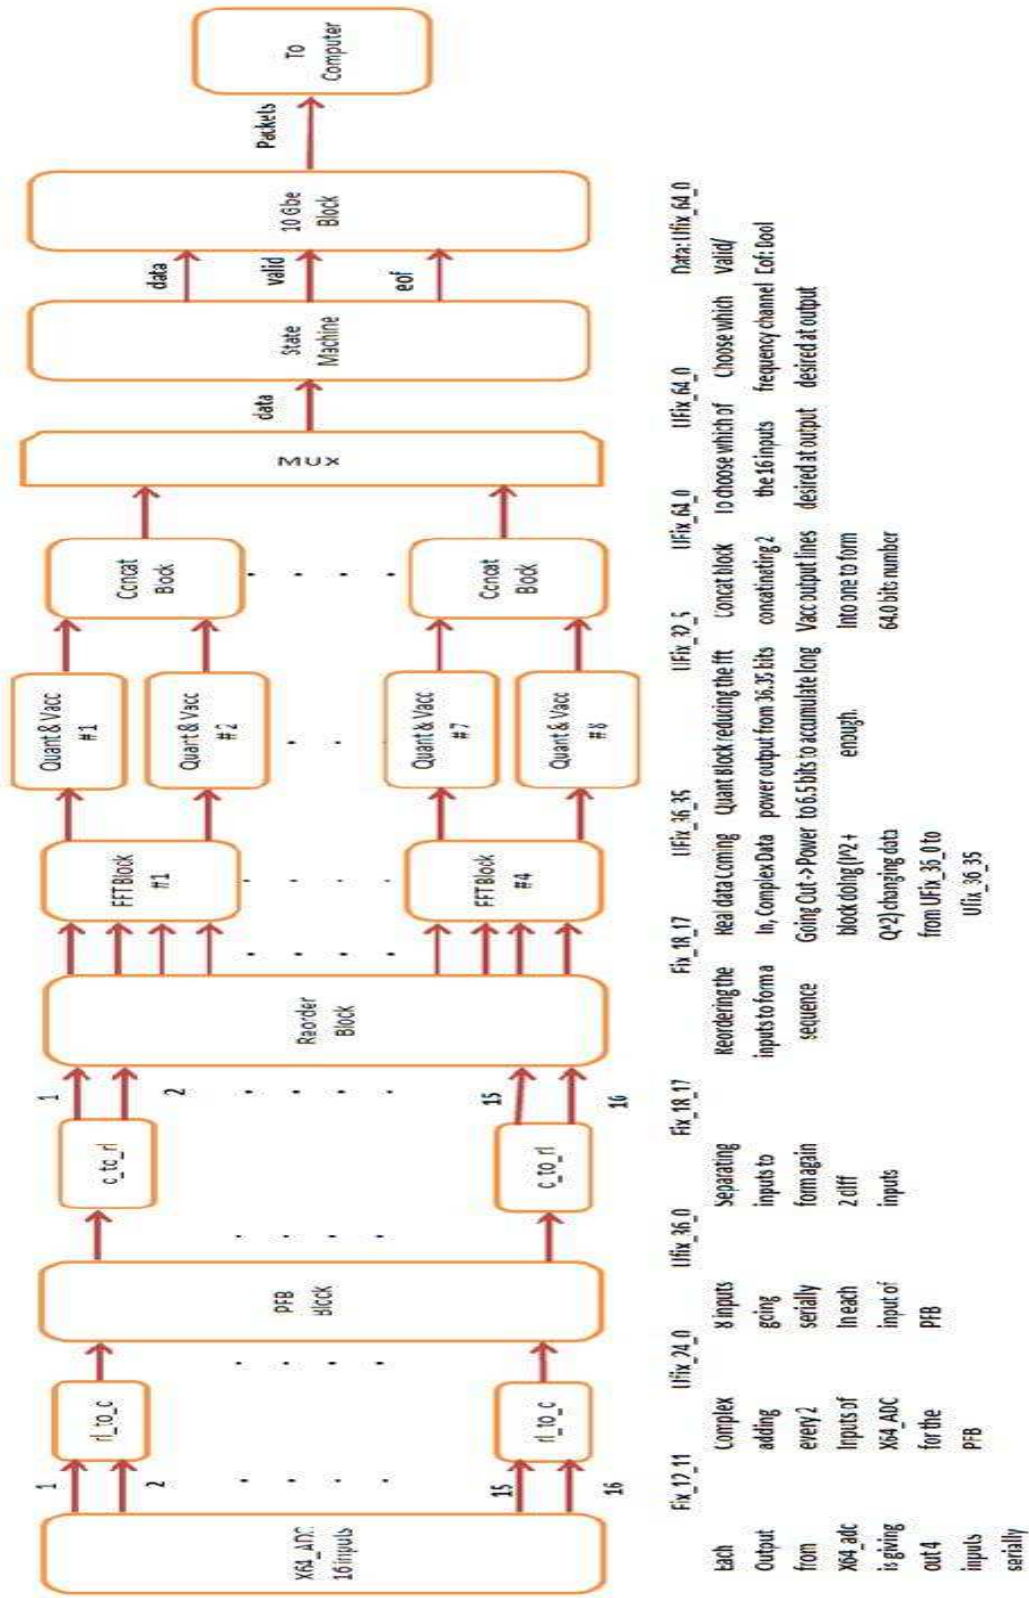 X64_ADC
16 inputs
1
2
15
16
rl_to_c
rl_to_c
PFB
Block
c_to_rl
c_to_rl
1
2
15
16
Reorder
Block
FFT Block
#1
FFT Block
#4
Quant & Vacc
#1
Quant & Vacc
#2
Quant & Vacc
#7
Quant & Vacc
#8
Concat
Block
Concat
Block
MUX
data
State
Machine
data
valid
eof
10 Gbe
Block
Packets
To
Computer
Fix_12_11
Ufix_24_0
Ufix_36_0
Fix_18_17
Fix_18_17
UFix_36_35
UFix_32_5
UFix_64_0
UFix_64_0
Data: Ufix_64_0
Valid/
Eof: Bool
Each
Output
from
X64_adc
is giving
out 4
inputs
serially
Complex
adding
every 2
Inputs of
X64_ADC
for the
PFB
8 inputs
going
serially
In each
input of
PFB
Separating
inputs to
form again
2 diff
inputs
Reordering the
inputs to form a
sequence
Real data Coming
In, Complex Data
Going Out -> Power
block doing (I^2 +
Q^2) changing data
from UFix_36_0 to
Ufix_36_35
Quant Block reducing the fft
power output from 36.35 bits
to 6.5 bits to accumulate long
enough.
Concat block
concatinating 2
Vacc output lines
Into one to form
64.0 bits number
To choose which of
the 16 inputs
desired at output
Choose which
frequency channel
desired at output